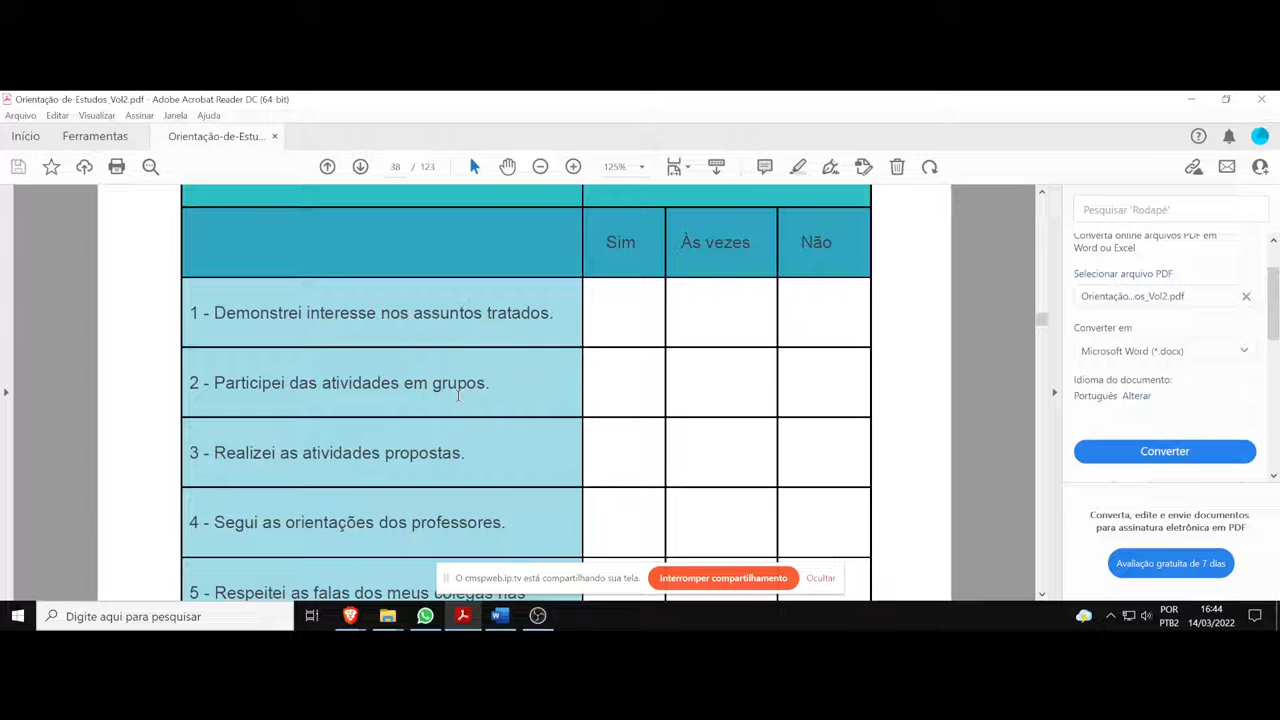 Orientação-de-Estudos_Vol2.pdf - Adobe Acrobat Reader DC (64-bit)
Arquivo Editar Visualizar Assinar Janela Ajuda
Início Ferramentas Orientação-de-Estu... ×
38 / 123 125%
Sim Às vezes Não
1 - Demonstrei interesse nos assuntos tratados.
2 - Participei das atividades em grupos.
3 - Realizei as atividades propostas.
4 - Segui as orientações dos professores.
5 - Respeitei as falas dos meus colegas nas
Pesquisar 'Rodapé'
Converta online arquivos PDF em
Word ou Excel
Selecionar arquivo PDF
Orientação...os_Vol2.pdf
Converter em
Microsoft Word (*.docx)
Idioma do documento:
Português Alterar
Converter
Converta, edite e envie documentos
para assinatura eletrônica em PDF
Avaliação gratuita de 7 dias
O cmspweb.ip.tv está compartilhando sua tela. Interromper compartilhamento Ocultar
Digite aqui para pesquisar
POR
PTB2
16:44
14/03/2022